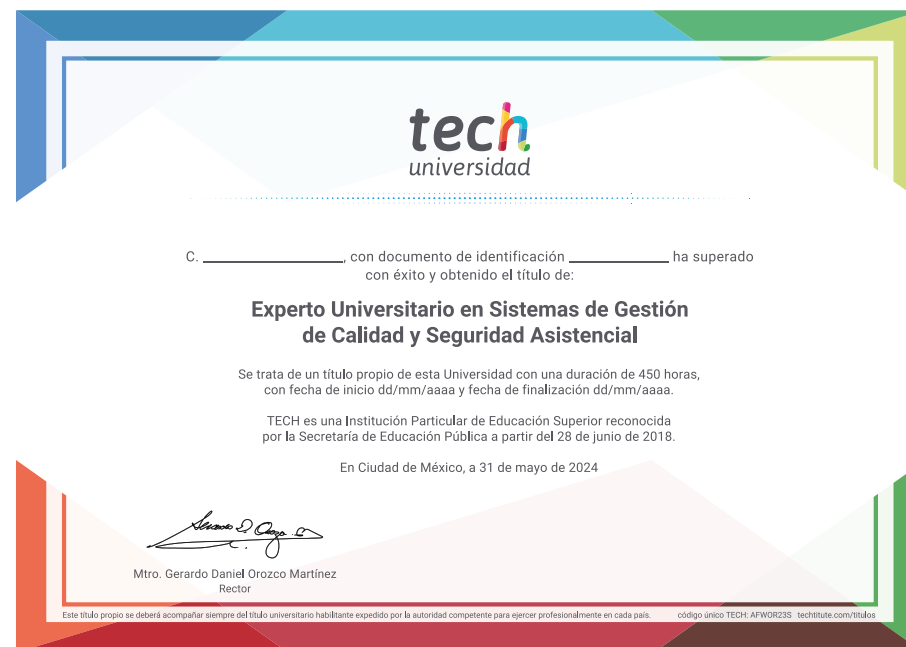 tech
universidad
C. ____________________, con documento de identificación ______________ ha superado
con éxito y obtenido el título de:
Experto Universitario en Sistemas de Gestión
de Calidad y Seguridad Asistencial
Se trata de un título propio de esta Universidad con una duración de 450 horas,
con fecha de inicio dd/mm/aaaa y fecha de finalización dd/mm/aaaa.
TECH es una Institución Particular de Educación Superior reconocida
por la Secretaría de Educación Pública a partir del 28 de junio de 2018.
En Ciudad de México, a 31 de mayo de 2024
Mtro. Gerardo Daniel Orozco Martínez
Rector
Este título propio se deberá acompañar siempre del título universitario habilitante expedido por la autoridad competente para ejercer profesionalmente en cada país. código único TECH: AFWOR23S techtitute.com/titulos